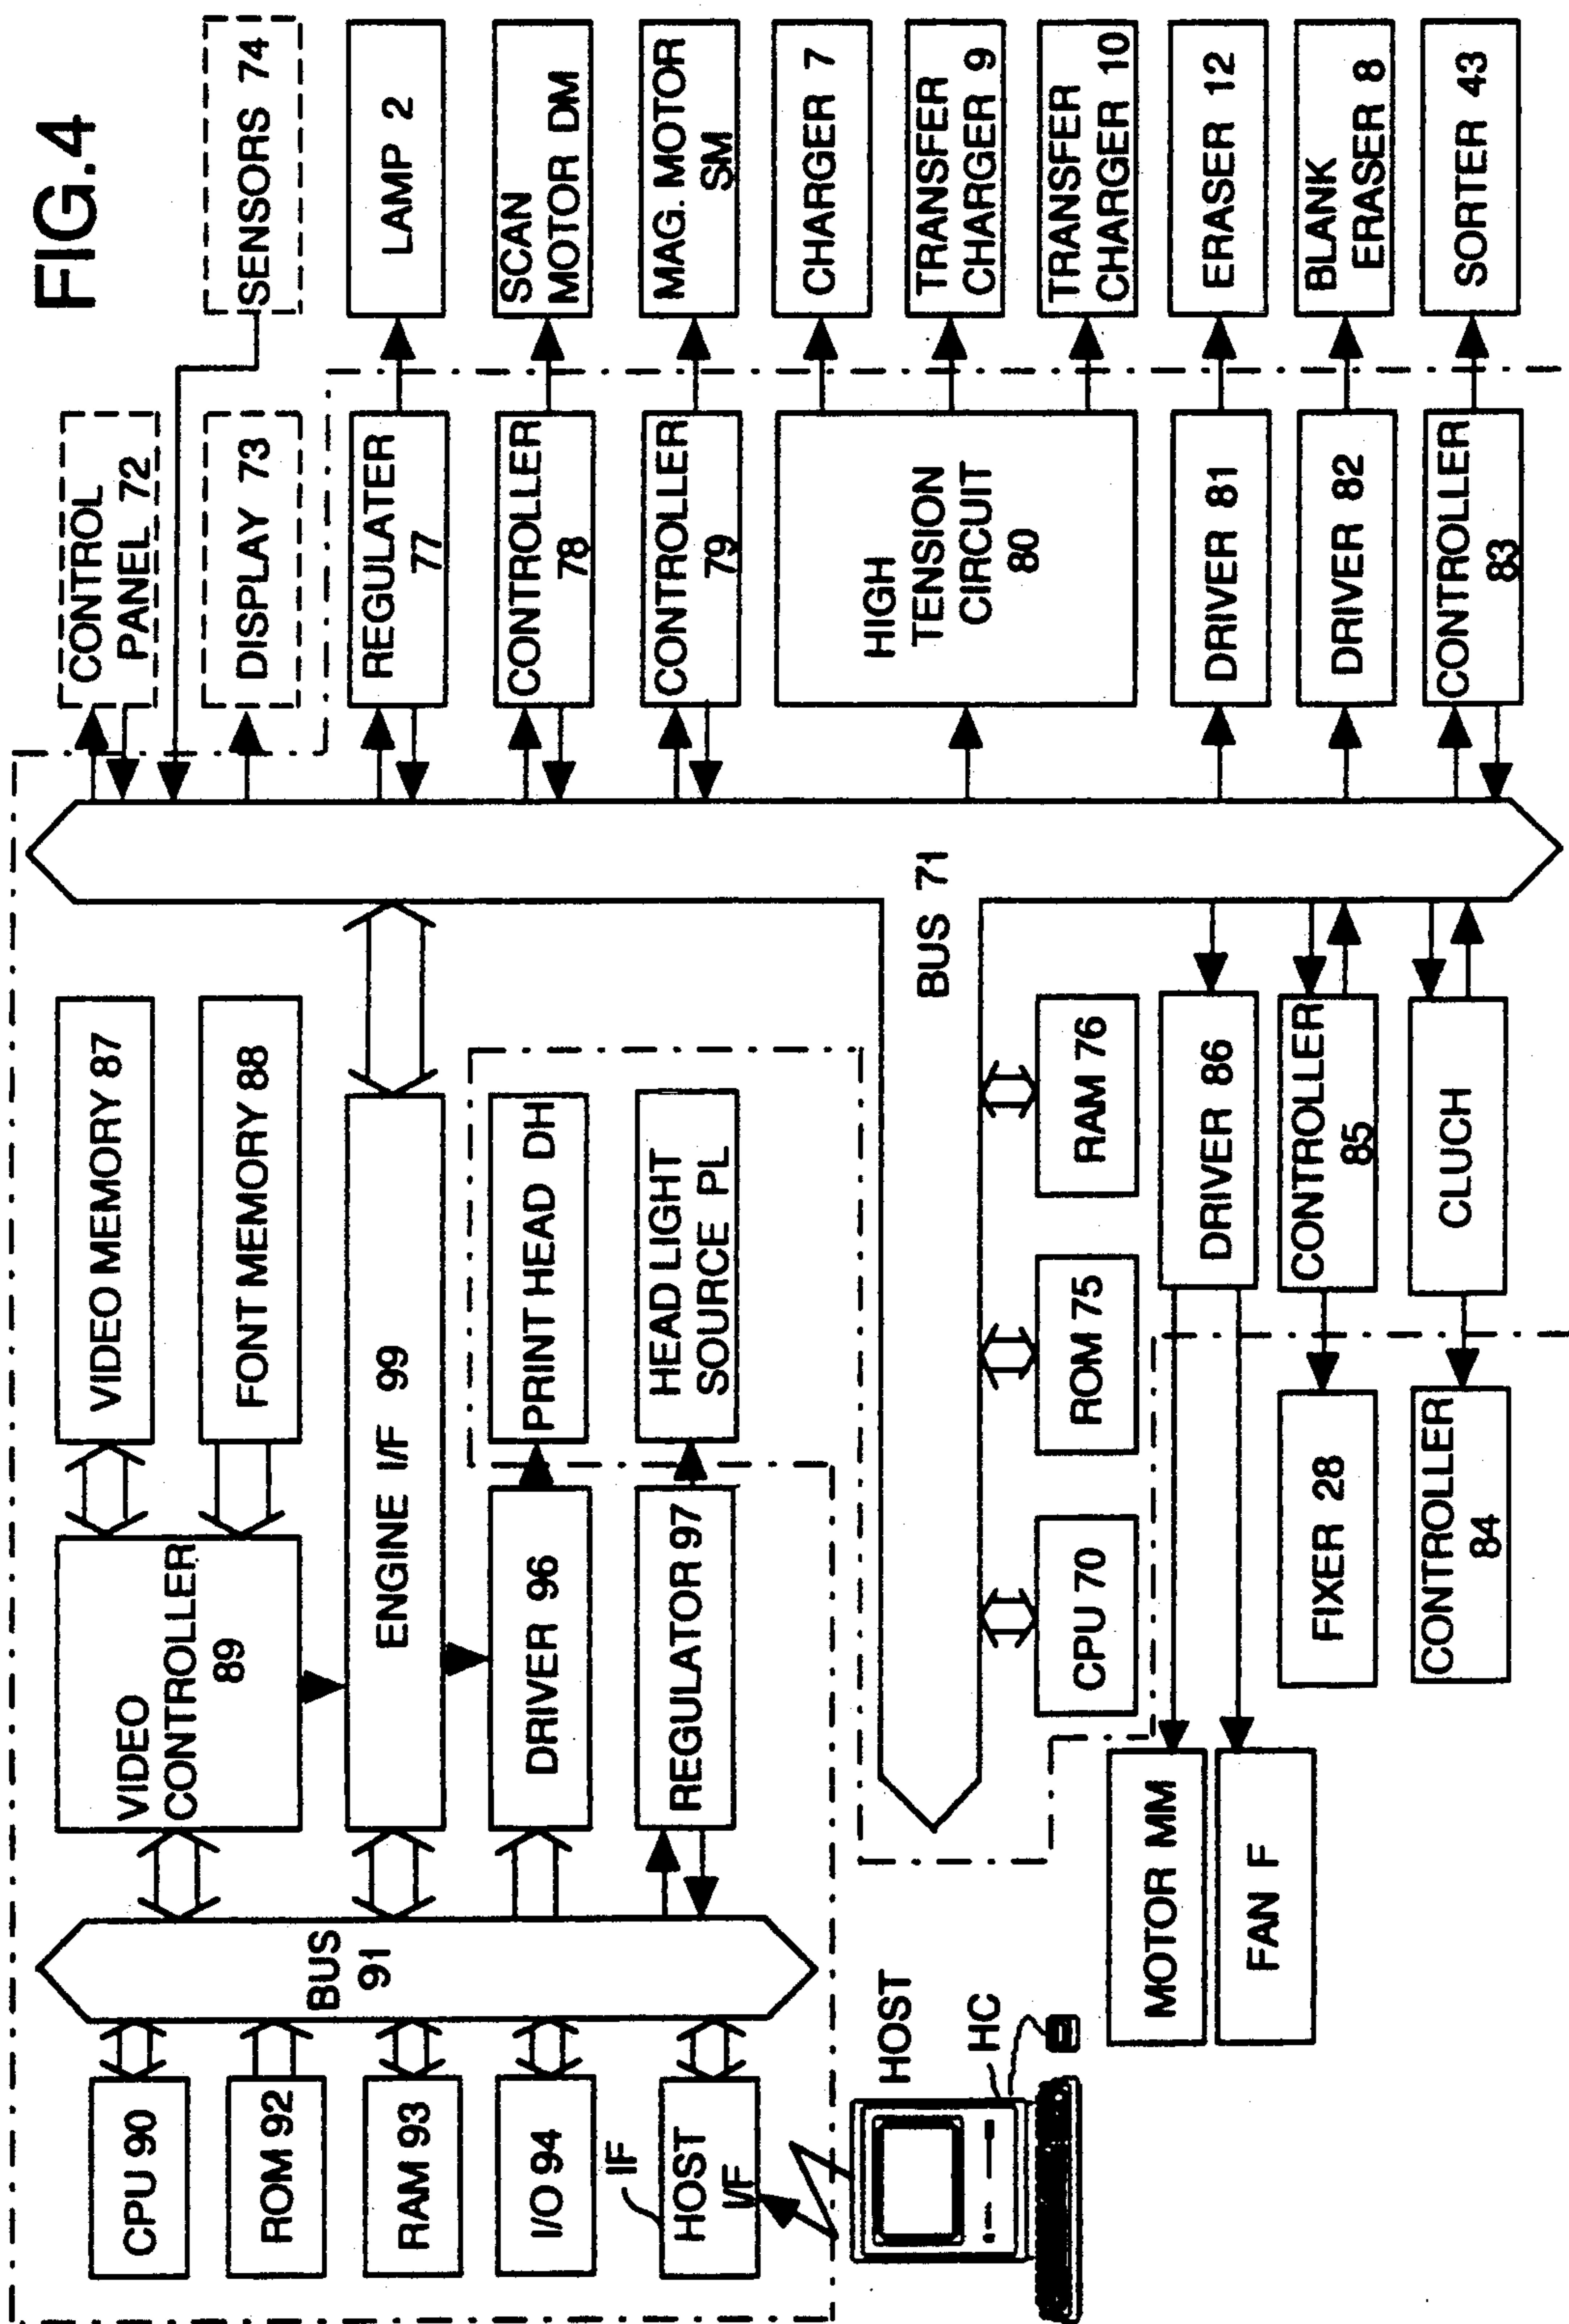 FIG.4
CONTROL
PANEL 72
SENSORS 74
DISPLAY 73
REGULATER
77
LAMP 2
CONTROLLER
78
SCAN
MOTOR DM
CONTROLLER
79
MAG. MOTOR
SM
HIGH
TENSION
CIRCUIT
80
CHARGER 7
TRANSFER
CHARGER 9
TRANSFER
CHARGER 10
DRIVER 81
ERASER 12
DRIVER 82
BLANK
ERASER 8
CONTROLLER
83
SORTER 43
VIDEO MEMORY 87
FONT MEMORY 88
VIDEO
CONTROLLER
89
ENGINE I/F 99
DRIVER 96
PRINT HEAD DH
REGULATOR 97
HEAD LIGHT
SOURCE PL
BUS
91
CPU 90
ROM 92
RAM 93
I/O 94
IF
HOST
I/F
HOST
HC
BUS 71
CPU 70
ROM 75
RAM 76
DRIVER 86
MOTOR MM
FAN F
CONTROLLER
85
FIXER 28
CLUCH
CONTROLLER
84